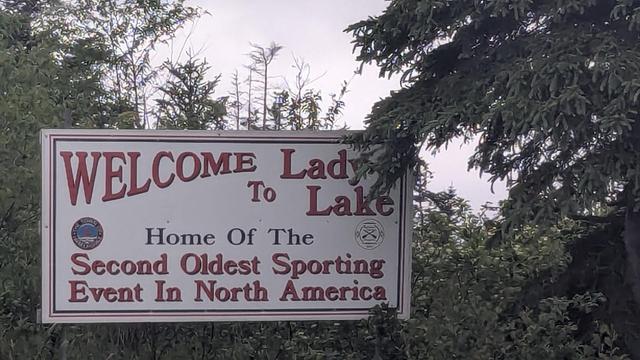 WELCOME To Lady
Lake
Home Of The
Second Oldest Sporting
Event In North America